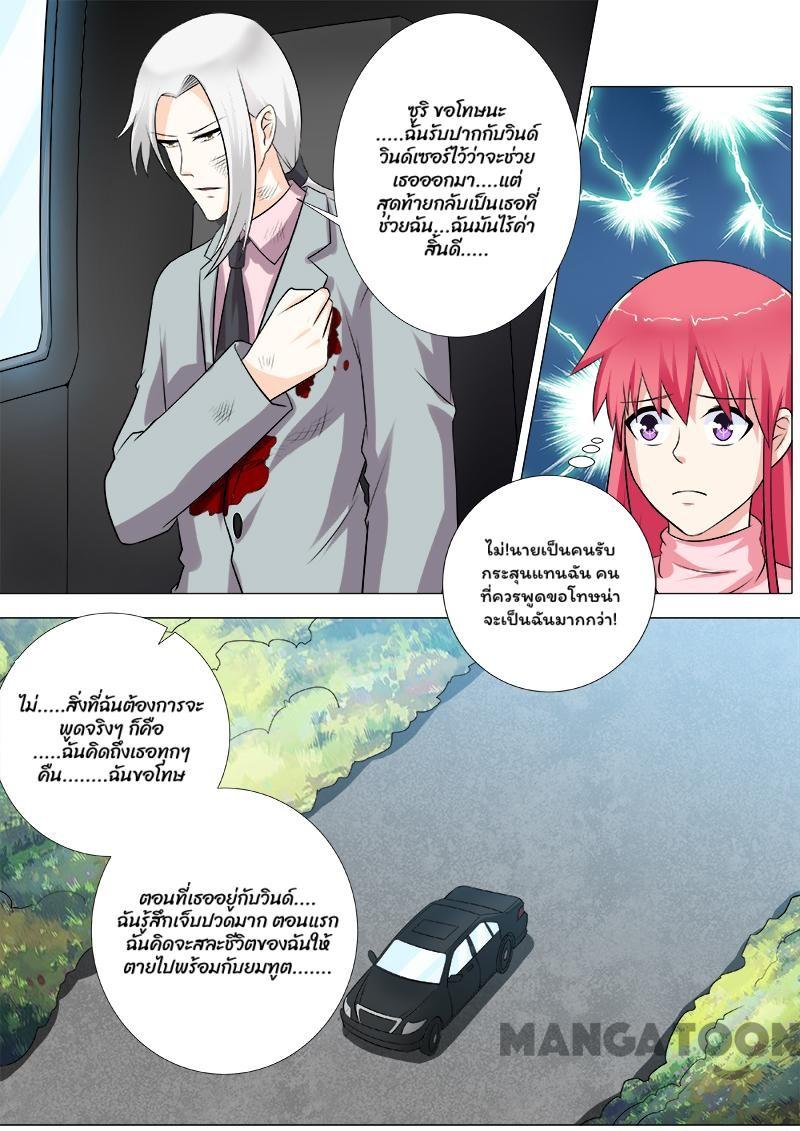 ซูริ ขอโทษนะ
.....ฉันรับปากกับวินด์
วินด์เซอร์ไว้ว่าจะช่วย
เธอออกมา....แต่
สุดท้ายกลับเป็นเธอที่
ช่วยฉัน...ฉันมันไร้ค่า
สิ้นดี.....
ไม่!นายเป็นคนรับ
กระสุนแทนฉัน คน
ที่ควรพูดขอโทษน่า
จะเป็นฉันมากกว่า!
ไม่.....สิ่งที่ฉันต้องการจะ
พูดจริงๆ ก็คือ
.....ฉันคิดถึงเธอทุกๆ
คืน........ฉันขอโทษ
ตอนที่เธออยู่กับวินด์....
ฉันรู้สึกเจ็บปวดมาก ตอนแรก
ฉันคิดจะสละชีวิตของฉันให้
ตายไปพร้อมกับยมทูต.......
MANGATOON